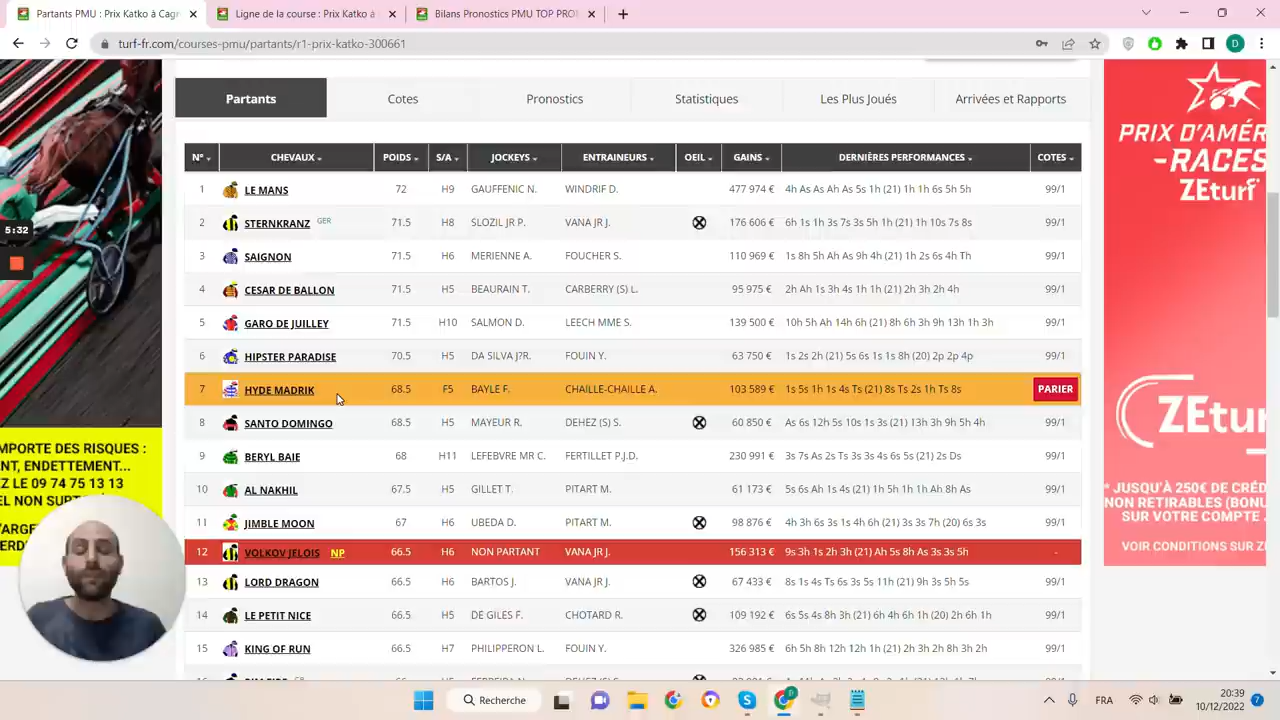 Partants PMU : Prix Katko à Cagn
Ligne de Prix Katko à
Bilans Pronostics PMU TOP PRO
turf-fr.com/courses-pmu/partants/r1-prix-katko-300661
D
Partants Cotes Pronostics Statistiques Les Plus Joués Arrivées et Rapports
N° CHEVAUX POIDS S/A JOCKEYS ENTRAINEURS OEIL GAINS DERNIÈRES PERFORMANCES COTES
1 LE MANS 72 H9 GAUFFENIC N. WINDRIF D. 477 974 € 4h As As Ah As 5s 1h (21) 1h 1h 6s 5h 5h 99/1
2 STERNKRANZ GER 71.5 H8 SLOZIL JR P. VANA JR J. 176 606 € 6h 1s 1h 3s 7s 3s 5h 1h (21) 1h 10s 7s 8s 99/1
3 SAIGNON 71.5 H6 MERIENNE A. FOUCHER S. 110 969 € 1s 8h 5h Ah As 9h 4h (21) 1h 2s 6s 4h Th 99/1
4 CESAR DE BALLON 71.5 H5 BEAURAIN T. CARBERRY (S) L. 95 975 € 2h Ah 1s 3h 4s 1h 1h (21) 2h 3h 2h 4h 99/1
5 GARO DE JUILLEY 71.5 H10 SALMON D. LEECH MME S. 139 500 € 10h 5h Ah 14h 6h (21) 8h 6h 3h 9h 13h 1h 3h 99/1
6 HIPSTER PARADISE 70.5 H5 DA SILVA J?R. FOUIN Y. 63 750 € 1s 2s 2h (21) 5s 6s 1s 1s 8h (20) 2p 2p 4p 99/1
7 HYDE MADRIK 68.5 F5 BAYLE F. CHAILLE-CHAILLE A. 103 589 € 1s 5s 1h 1s 4s Ts (21) 8s Ts 2s 1h Ts 8s PARIER
8 SANTO DOMINGO 68.5 H5 MAYEUR R. DEHEZ (S) S. 60 850 € As 6s 12h 5s 10s 1s 3s (21) 13h 3h 9h 5h 4h 99/1
9 BERYL BAIE 68 H11 LEFEBVRE MR C. FERTILLET P.J.D. 230 991 € 3s 7s As 2s Ts 3s 3s 4s 6s 5s (21) 2s Ds 99/1
10 AL NAKHIL 67.5 H5 GILLET T. PITART M. 61 173 € 5s 6s Ah 1s 4s (21) 1h 5h 1h 1h Ah 8h As 99/1
11 JIMBLE MOON 67 H6 UBEDA D. PITART M. 98 876 € 4h 3h 6s 3s 1s 4h 6h (21) 3s 3s 7h (20) 6s 3s 99/1
12 VOLKOV JELOIS NP 66.5 H6 NON PARTANT VANA JR J. 156 313 € 9s 3h 1s 2h 3h (21) Ah 5s 8h As 3s 3s 5h -
13 LORD DRAGON 66.5 H6 BARTOS J. VANA JR J. 67 433 € 8s 1s 4s Ts 6s 3s 5s 11h (21) 9h 3s 5h 5s 99/1
14 LE PETIT NICE 66.5 H5 DE GILES F. CHOTARD R. 109 192 € 6s 5s 4s 8h 3h (21) 6h 4h 6h 1h (20) 2h 6h 1h 99/1
15 KING OF RUN 66.5 H7 PHILIPPERON L. FOUIN Y. 326 985 € 6h 5h 8h 12h 12h 1h (21) 2h 3h 2h 8h 3h 2h 99/1
5:32
MPORTE DES RISQUES :
NT, ENDETTEMENT...
EZ LE 09 74 75 13 13
PRIX D'AMÉR
-RACES
ZEturf
ZEtur
* JUSQU'À 250€ DE CRÉD
NON RETIRABLES (BONU
SUR VOTRE COMPTE
VOIR CONDITIONS SUR ZE
Recherche
FRA
20:39
10/12/2022
7